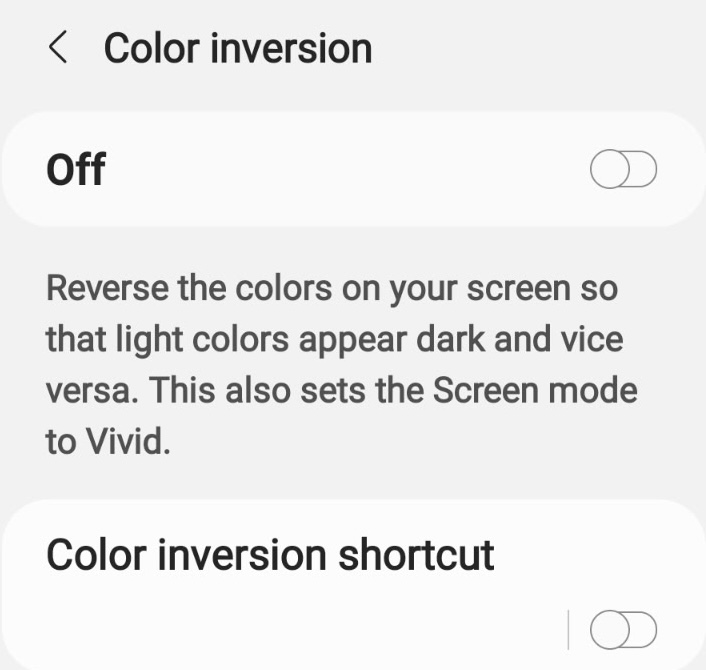 Color inversion
Off
Reverse the colors on your screen so
that light colors appear dark and vice
versa. This also sets the Screen mode
to Vivid.
Color inversion shortcut